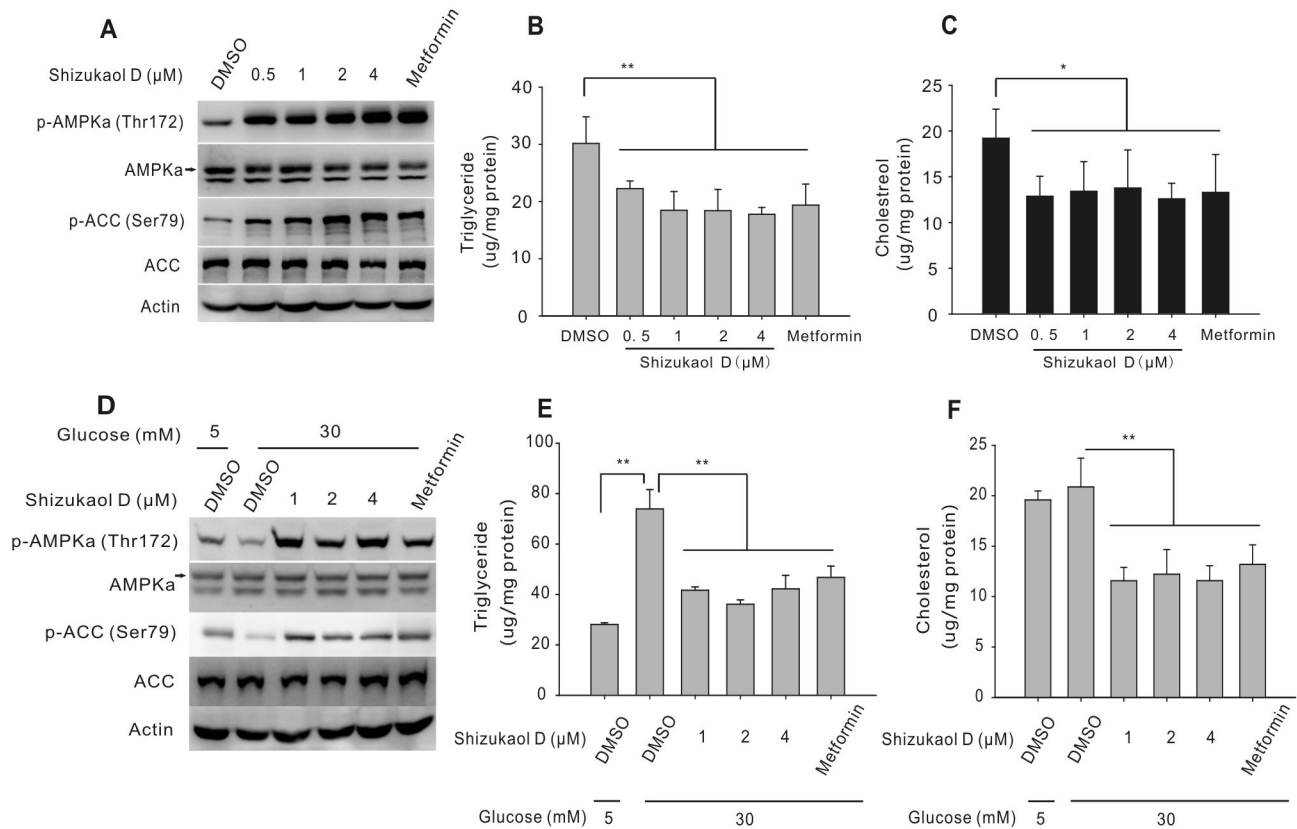 A
DMSO
Metformin
Shizukaol D (μM)
0.5 1 2 4
p-AMPKa (Thr172)
AMPKa
p-ACC (Ser79)
ACC
Actin
B
**
40
30
20
10
0
Triglyceride
(ug/mg protein)
DMSO 0. 5 1 2 4 Metformin
Shizukaol D (μM)
C
*
25
20
15
10
5
0
Cholestreol
(ug/mg protein)
DMSO 0. 5 1 2 4 Metformin
Shizukaol D (μM)
D
Glucose (mM) 5 30
DMSO DMSO Metformin
Shizukaol D (μM) 1 2 4
p-AMPKa (Thr172)
AMPKa
p-ACC (Ser79)
ACC
Actin
E
** **
100
80
60
40
20
0
Triglyceride
(ug/mg protein)
Shizukaol D (μM) DMSO DMSO 1 2 4 Metformin
Glucose (mM) 5 30
F
**
25
20
15
10
5
0
Cholesterol
(ug/mg protein)
Shizukaol D (μM) DMSO DMSO 1 2 4 Metformin
Glucose (mM) 5 30